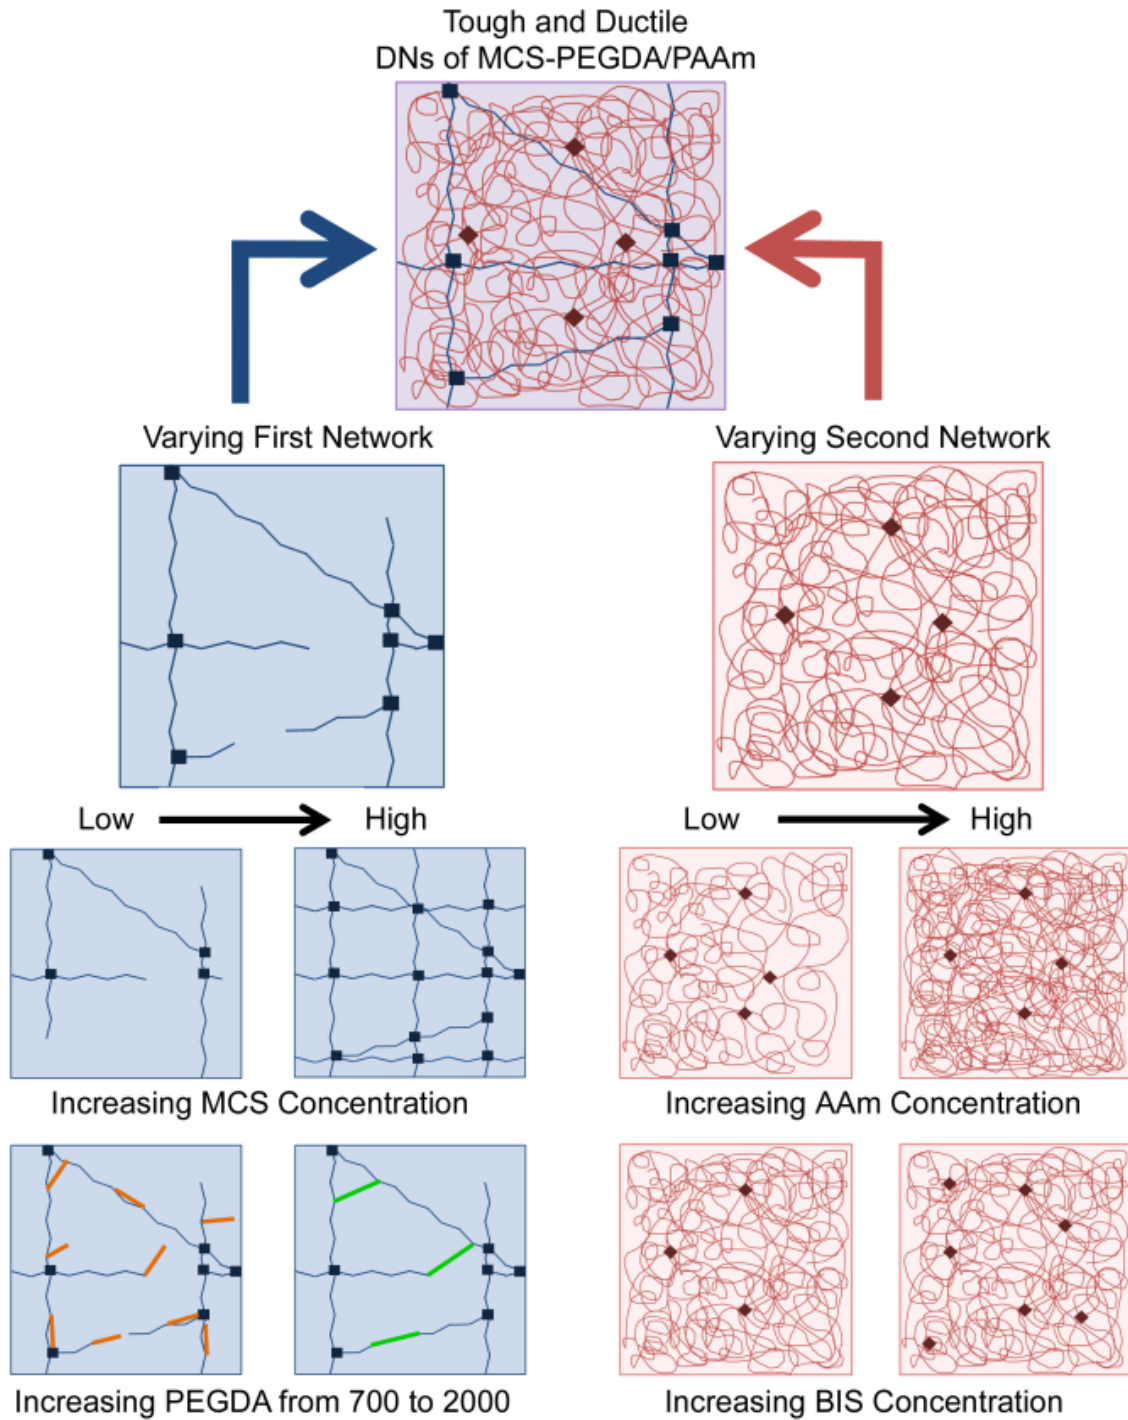 Tough and Ductile
DNs of MCS-PEGDA/PAAm
Varying First Network
Varying Second Network
Low
High
Low
High
Increasing MCS Concentration
Increasing AAm Concentration
Increasing PEGDA from 700 to 2000
Increasing BIS Concentration